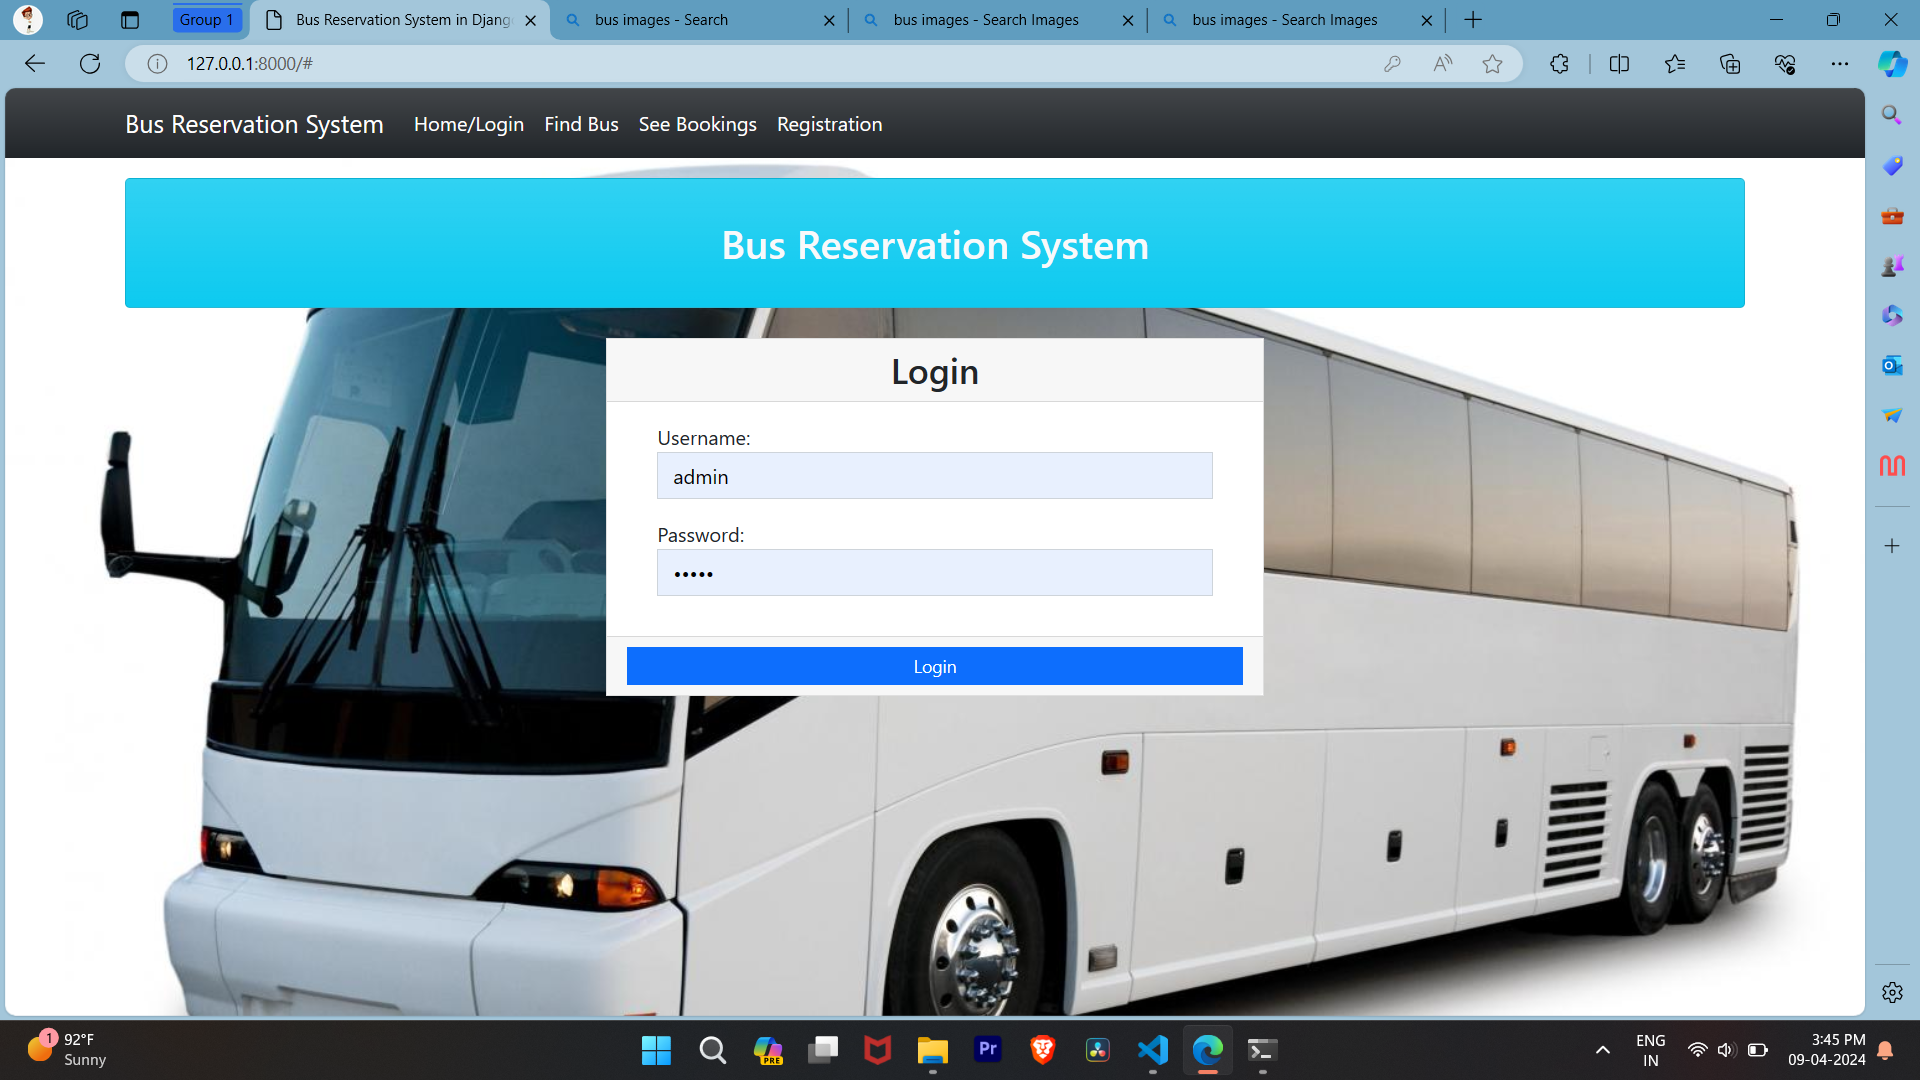 Group 1
Bus Reservation System in Djang
bus images - Search
bus images - Search Images
bus images - Search Images
127.0.0.1:8000/#
Bus Reservation System
Home/Login
Find Bus
See Bookings
Registration
Bus Reservation System
Login
Username:
admin
Password:
•••••
Login
1
92°F
Sunny
PRE
Pr
ENG
IN
3:45 PM
09-04-2024